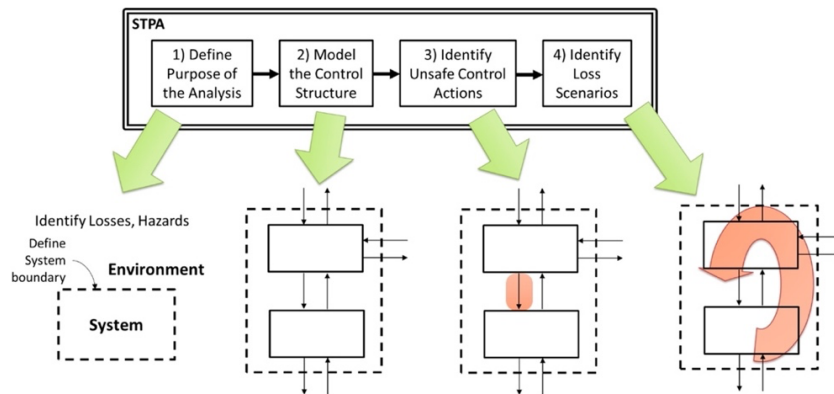 STPA
1) Define
Purpose of
the Analysis
2) Model
the Control
Structure
3) Identify
Unsafe Control
Actions
4) Identify
Loss
Scenarios
Identify Losses, Hazards
Define
System
boundary
Environment
System